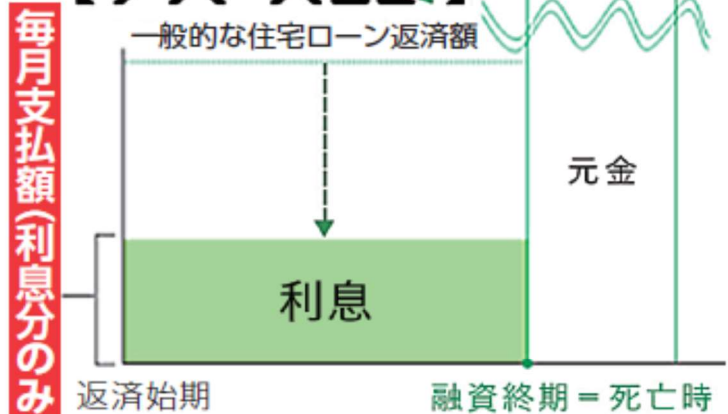 一般的な住宅ローン返済額
毎月支払額(利息分のみ
元金
利息
返済始期
融資終期=死亡時